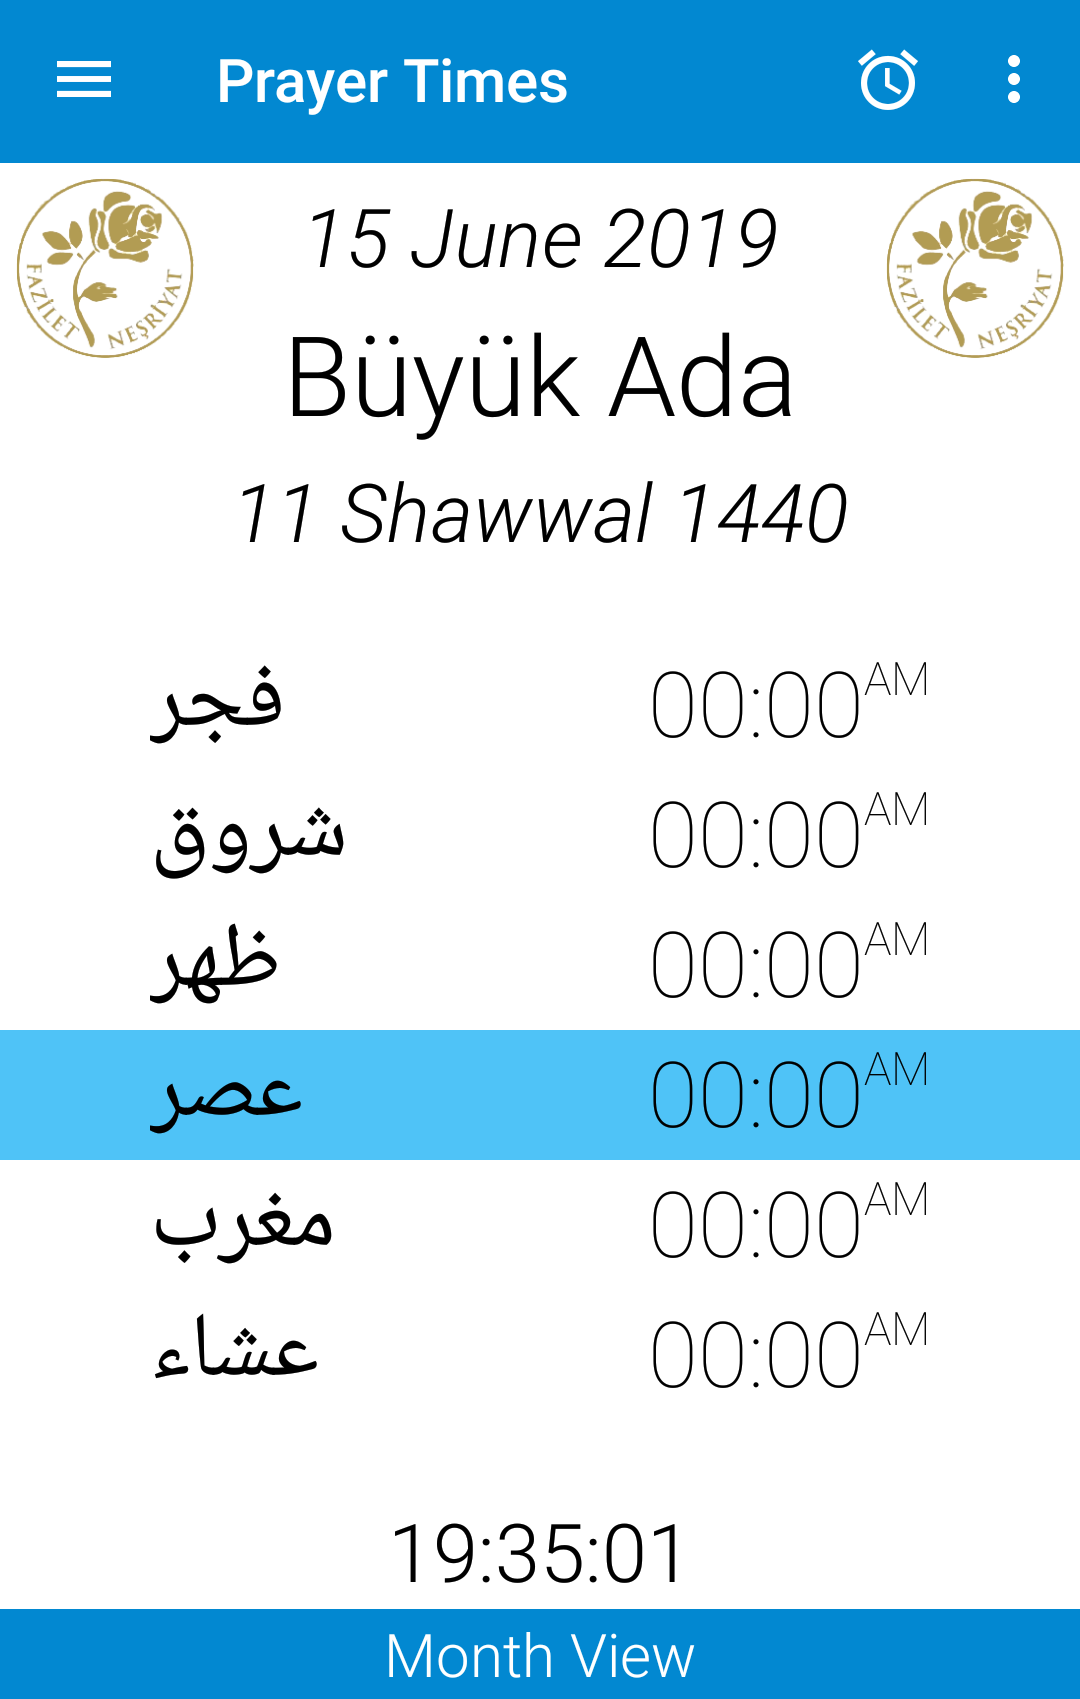 Prayer Times
15 June 2019
FAZİLET NEŞRİYAT
FAZİLET NEŞRİYAT
Büyük Ada
11 Shawwal 1440
فجر 00:00 AM
شروق 00:00 AM
ظهر 00:00 AM
عصر 00:00 AM
مغرب 00:00 AM
عشاء 00:00 AM
19:35:01
Month View